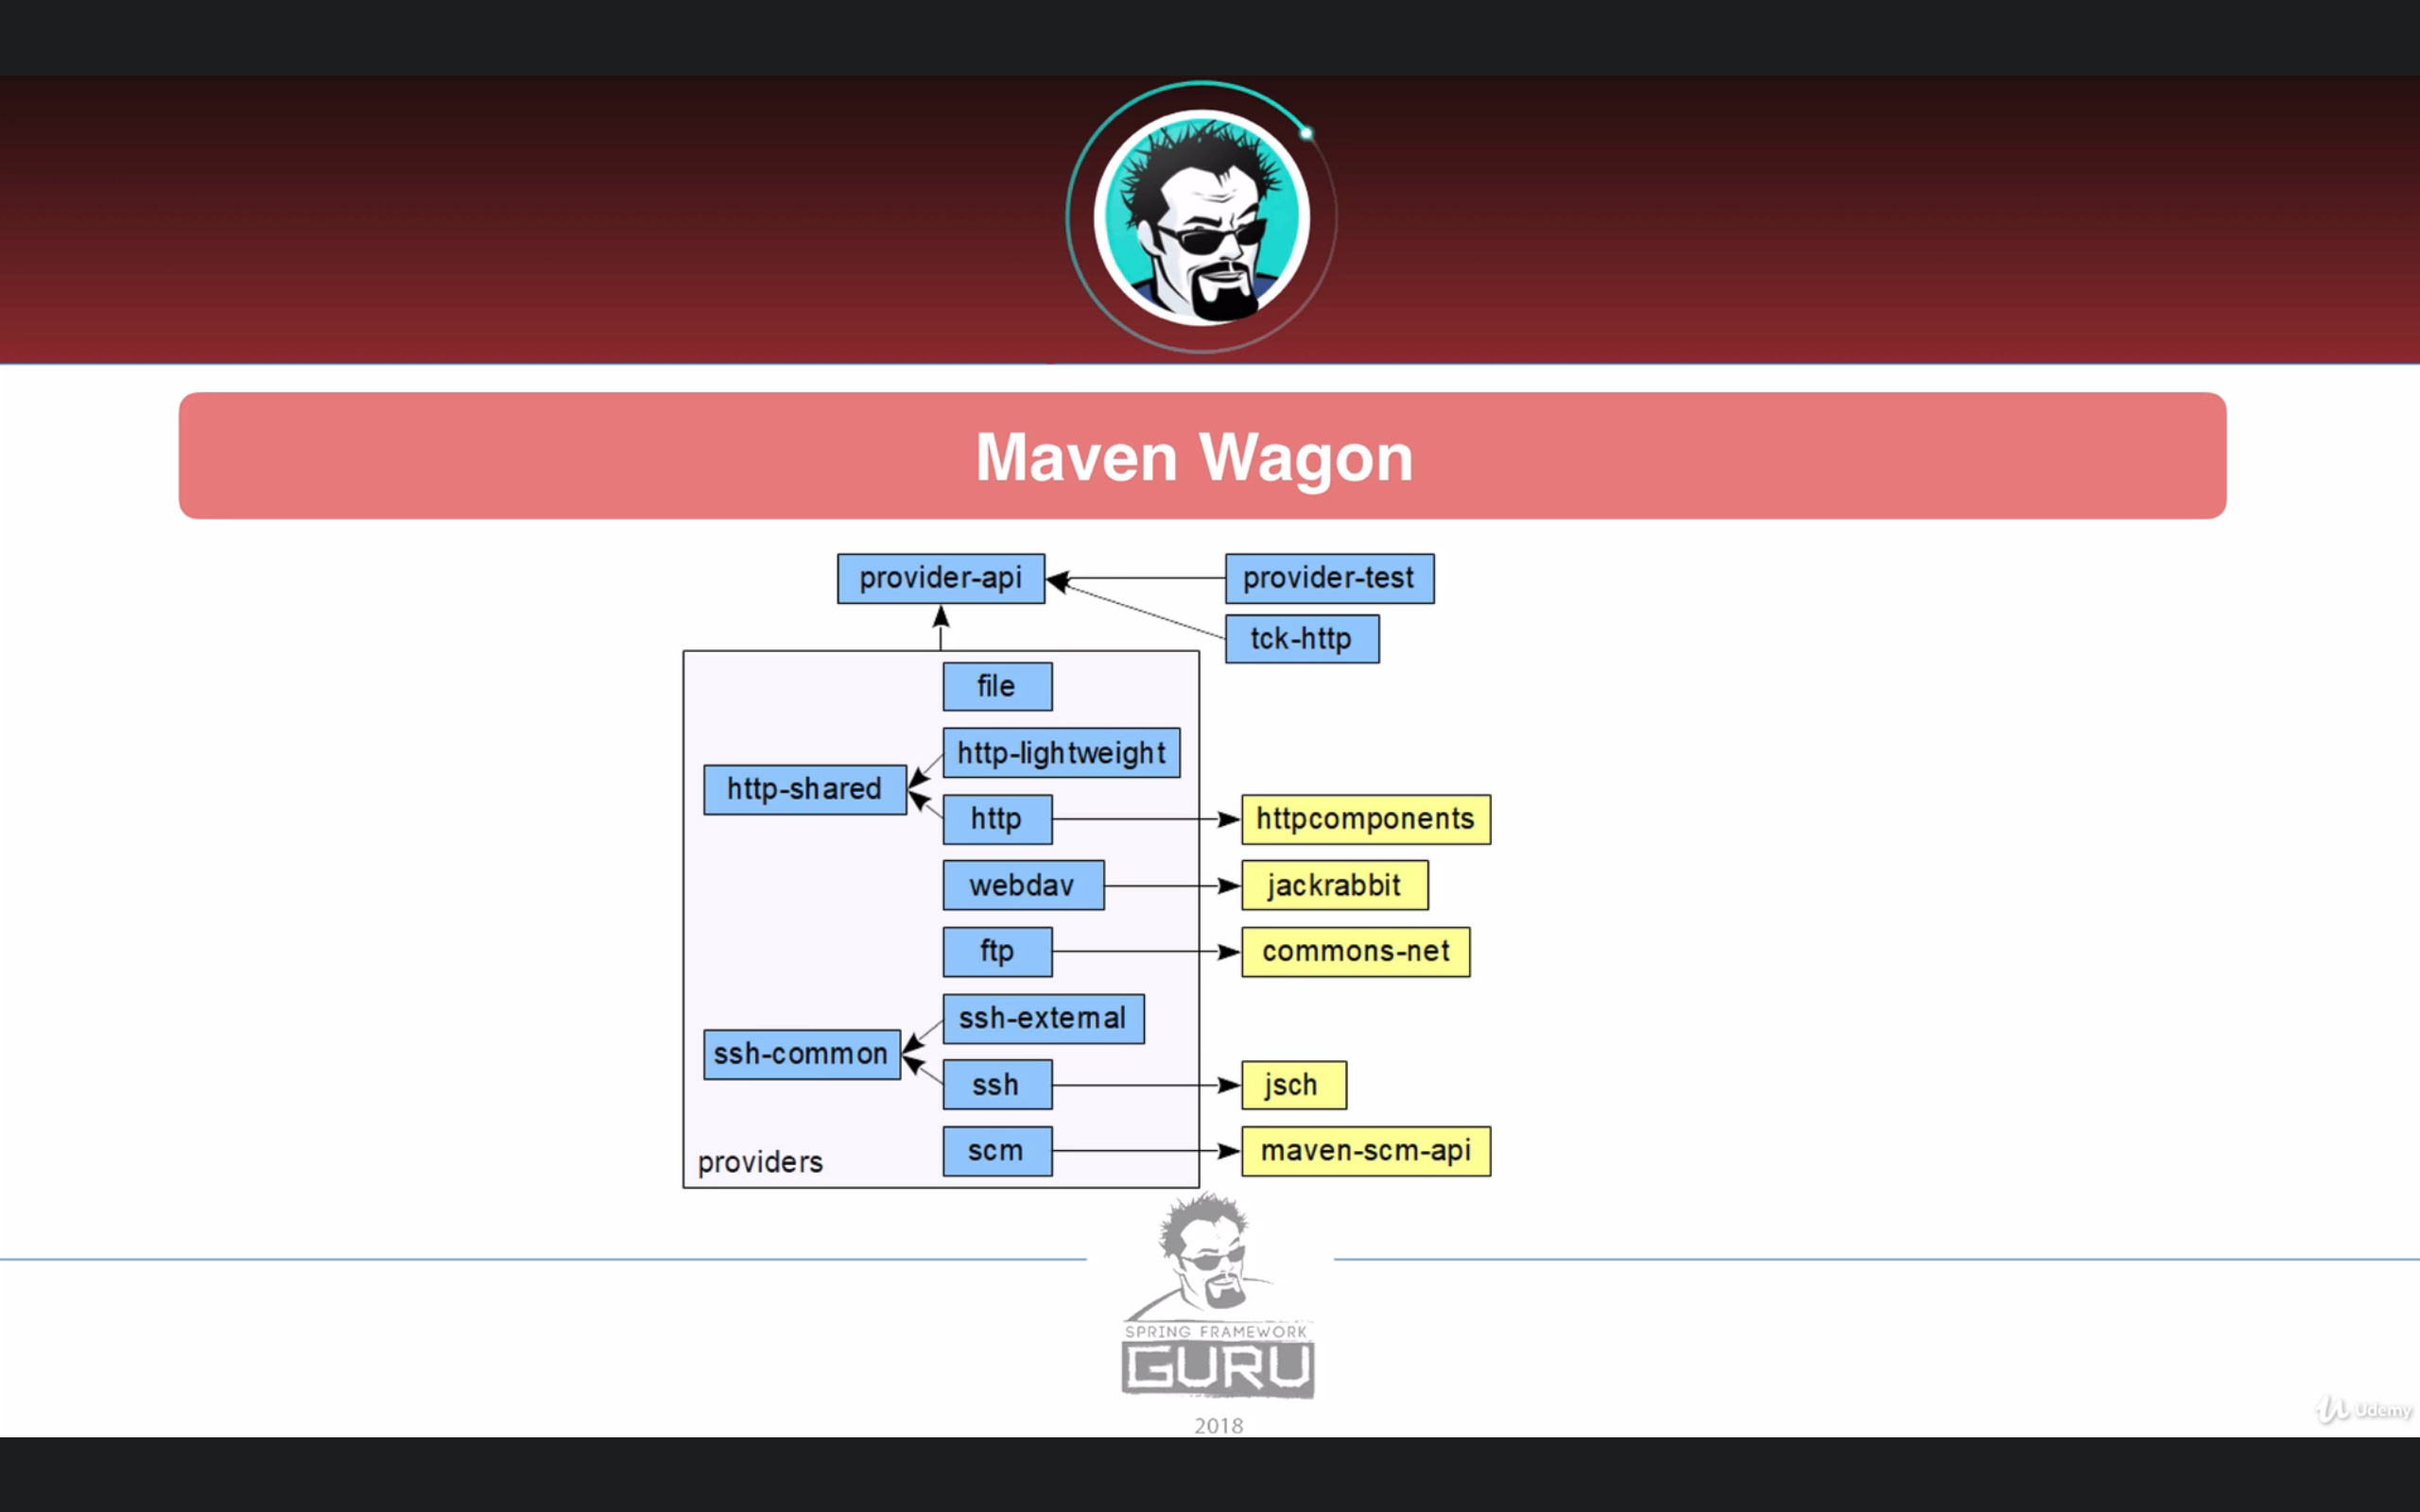 Maven Wagon
provider-api
provider-test
tck-http
file
http-lightweight
http-shared
http
httpcomponents
webdav
jackrabbit
ftp
commons-net
ssh-external
ssh-common
ssh
jsch
scm
maven-scm-api
providers
SPRING FRAMEWORK
GURU
2018
Udemy